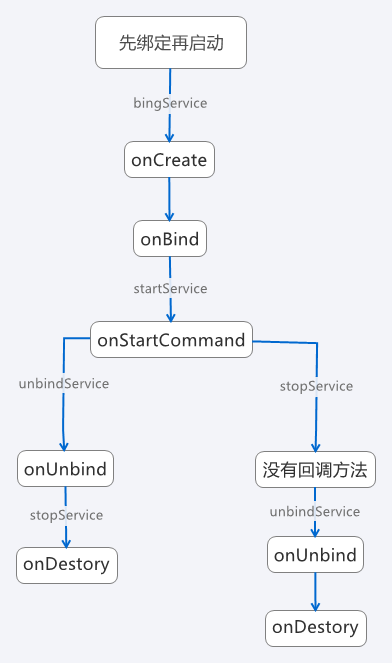 先绑定再启动
bingService
onCreate
onBind
startService
onStartCommand
unbindService
stopService
onUnbind
没有回调方法
stopService
unbindService
onDestory
onUnbind
onDestory